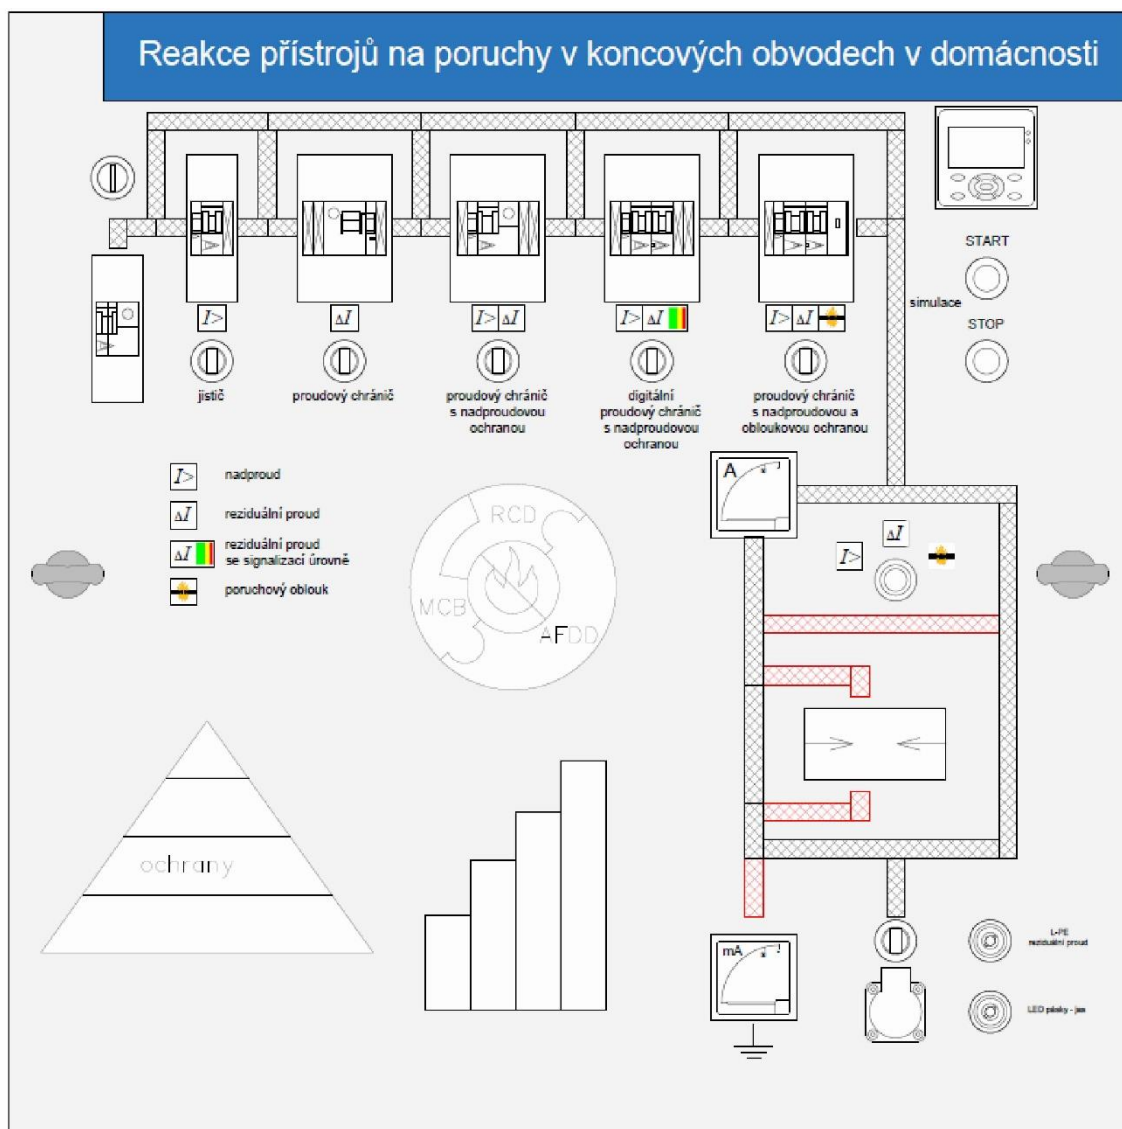 Reakce přístrojů na poruchy v koncových obvodech v domácnosti
START
simulace
STOP
I>
ΔI
I> ΔI
I> ΔI
I> ΔI
jistič
proudový chránič
proudový chránič
s nadproudovou
ochranou
digitální
proudový chránič
s nadproudovou
ochranou
proudový chránič
s nadproudovou a
obloukovou ochranou
I> nadproud
ΔI reziduální proud
ΔI reziduální proud
se signalizací úrovně
poruchový oblouk
RCD
MCB
AFDD
A
ΔI
I>
ochrany
mA
L-PE
reziduální proud
LED pásky - jas